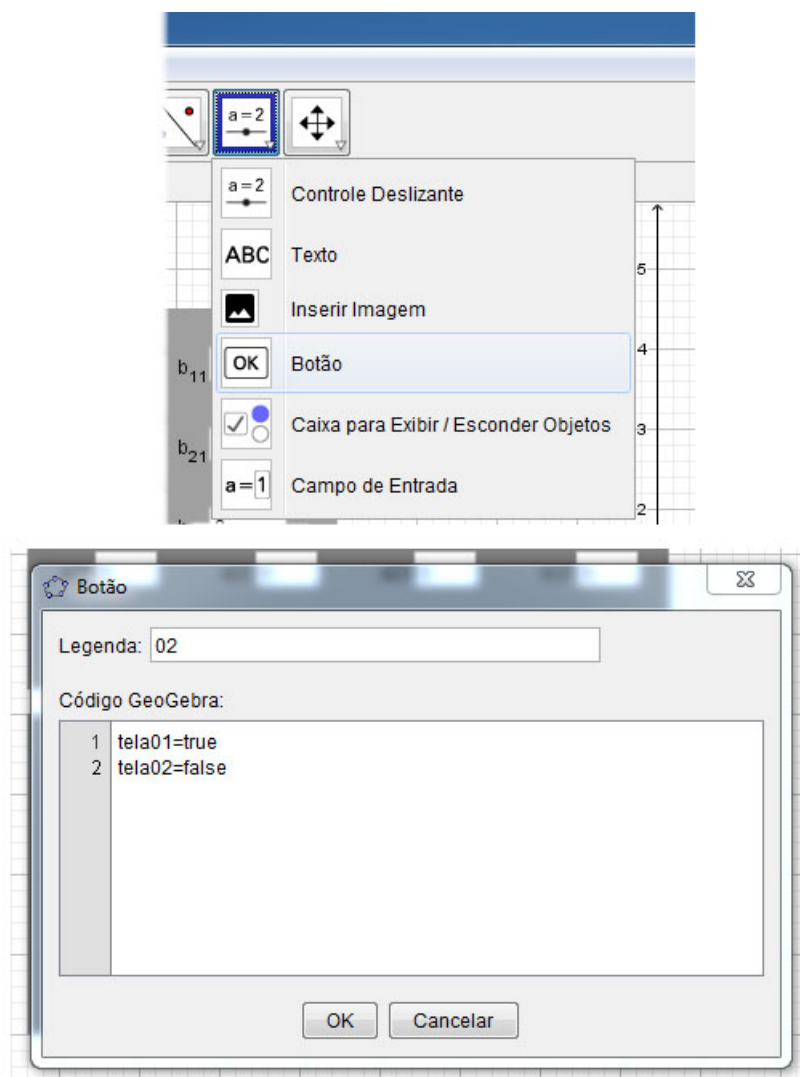 a=2
a=2 Controle Deslizante
ABC Texto
5
Inserir Imagem
4
b11 OK Botão
Caixa para Exibir / Esconder Objetos
3
b21
a=1 Campo de Entrada
2
Botão
Legenda: 02
Código GeoGebra:
1 tela01=true
2 tela02=false
OK Cancelar